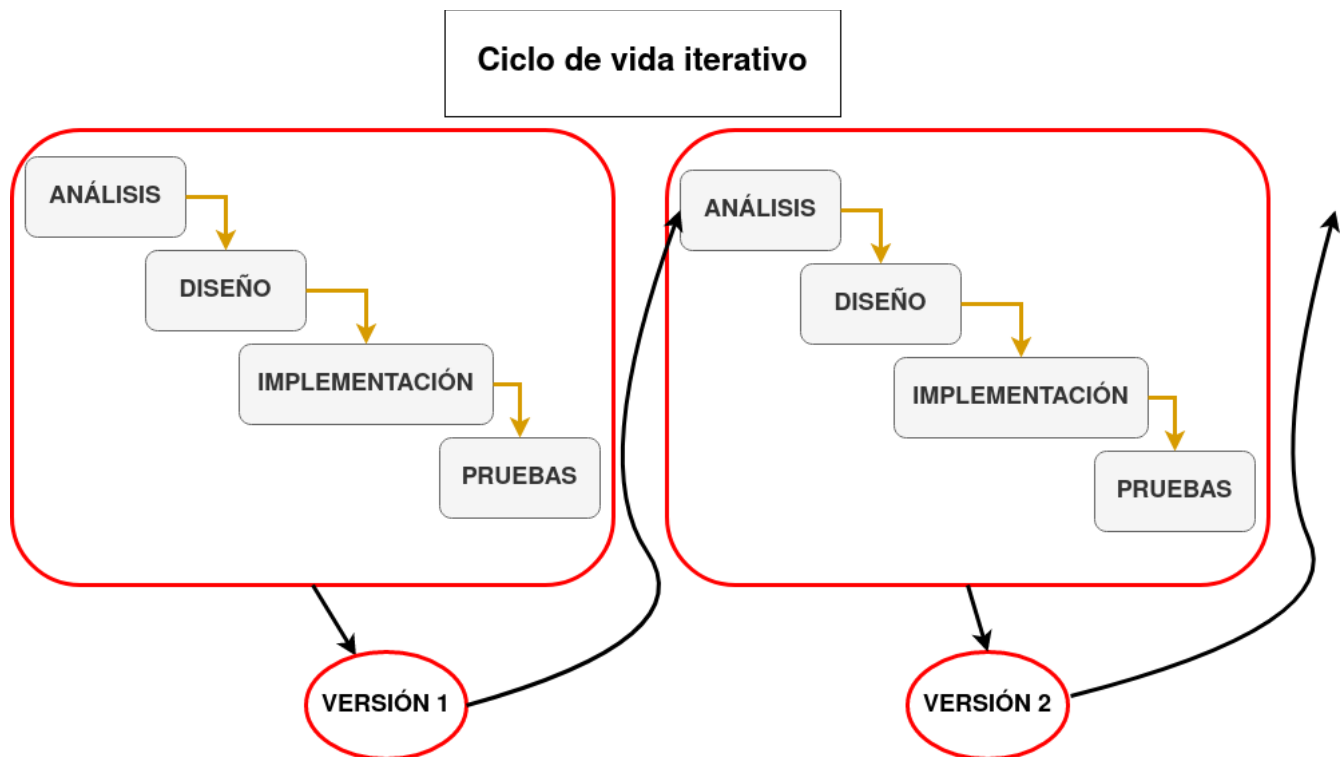 Ciclo de vida iterativo
ANÁLISIS
DISEÑO
IMPLEMENTACIÓN
PRUEBAS
VERSIÓN 1
ANÁLISIS
DISEÑO
IMPLEMENTACIÓN
PRUEBAS
VERSIÓN 2